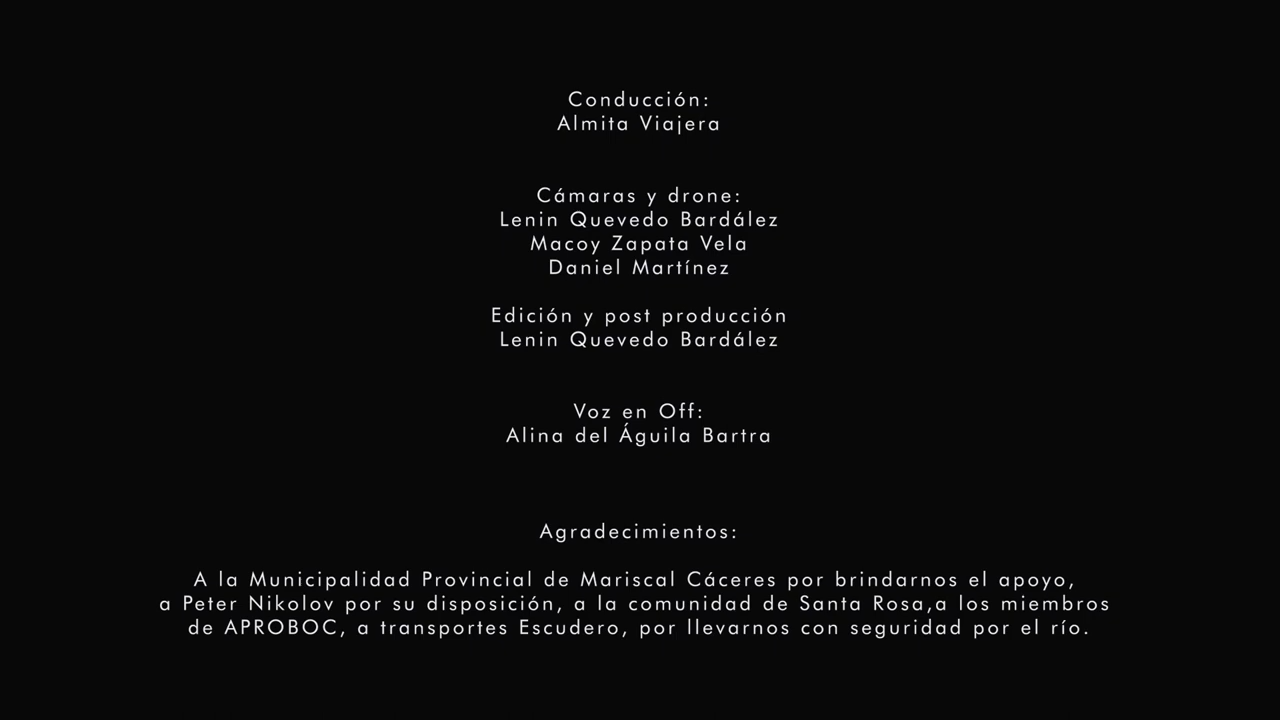 Conducción:
Almita Viajera
Cámaras y drone:
Lenin Quevedo Bardález
Macoy Zapata Vela
Daniel Martínez
Edición y post producción
Lenin Quevedo Bardález
Voz en Off:
Alina del Águila Bartra
Agradecimientos:
A la Municipalidad Provincial de Mariscal Cáceres por brindarnos el apoyo,
a Peter Nikolov por su disposición, a la comunidad de Santa Rosa,a los miembros
de APROBOC, a transportes Escudero, por llevarnos con seguridad por el río.